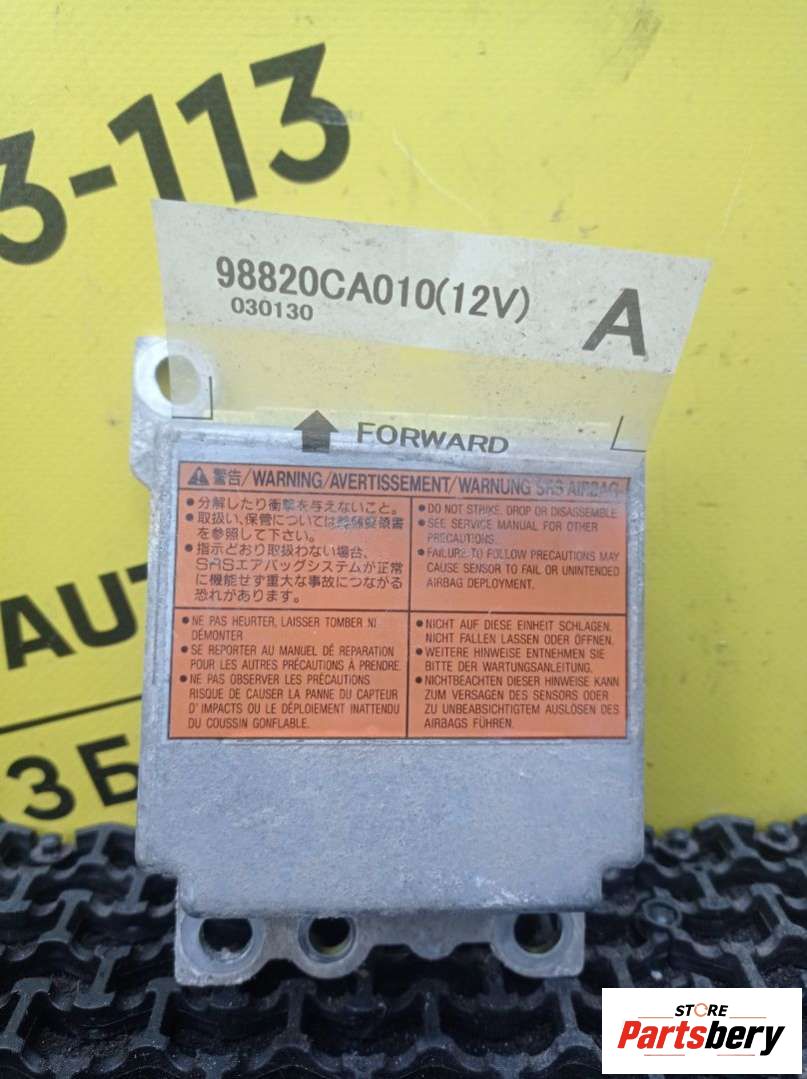 3-113
98820CA010(12V)
030130
A
FORWARD
AUT
ЗБ
警告/WARNING/AVERTISSEMENT/WARNUNG SRS AIRBAG
●分解したり衝撃を与えないこと。
●取扱い、保管については整備要領書
を参照して下さい。
●指示どおり取扱わない場合、
SRSエアバッグシステムが正常
に機能せず重大な事故につながる
恐れがあります。
●DO NOT STRIKE, DROP OR DISASSEMBLE.
●SEE SERVICE MANUAL FOR OTHER
PRECAUTIONS.
●FAILURE TO FOLLOW PRECAUTIONS MAY
CAUSE SENSOR TO FAIL OR UNINTENDED
AIRBAG DEPLOYMENT.
●NE PAS HEURTER, LAISSER TOMBER NI
DÉMONTER
●SE REPORTER AU MANUEL DÉ REPARATION
POUR LES AUTRES PRÉCAUTIONS À PRENDRE.
●NE PAS OBSERVER LES PRÉCAUTIONS
RISQUE DE CAUSER LA PANNE DU CAPTEUR
D'IMPACTS OU LE DÉPLOIEMENT INATTENDU
DU COUSSIN GONFLABLE.
●NICHT AUF DIESE EINHEIT SCHLAGEN.
NICHT FALLEN LASSEN ODER ÖFFNEN.
●WEITERE HINWEISE ENTNEHMEN SIE
BITTE DER WARTUNGSANLEITUNG.
●NICHTBEACHTEN DIESER HINWEISE KANN
ZUM VERSAGEN DES SENSORS ODER
ZU UNBEABSICHTIGTEM AUSLÖSEN DES
AIRBAGS FÜHREN.
STORE
Partsbery